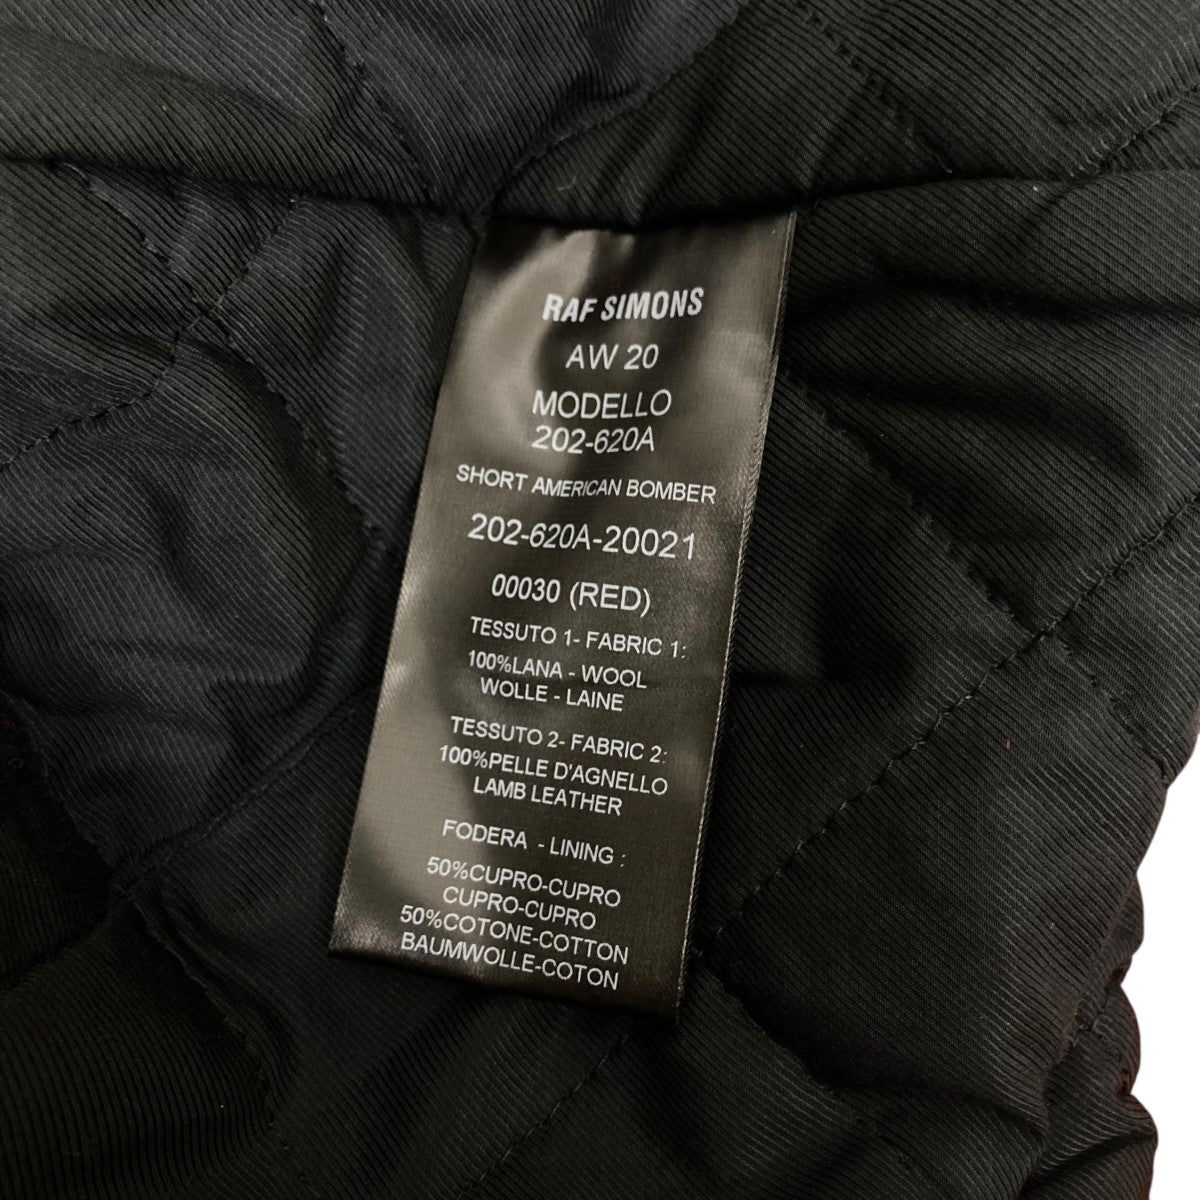 RAF SIMONS
AW 20
MODELLO
202-620A
SHORT AMERICAN BOMBER
202-620A-20021
00030 (RED)
TESSUTO 1- FABRIC 1:
100%LANA - WOOL
WOLLE - LAINE
TESSUTO 2- FABRIC 2:
100%PELLE D'AGNELLO
LAMB LEATHER
FODERA - LINING :
50%CUPRO-CUPRO
CUPRO-CUPRO
50%COTONE-COTTON
BAUMWOLLE-COTON